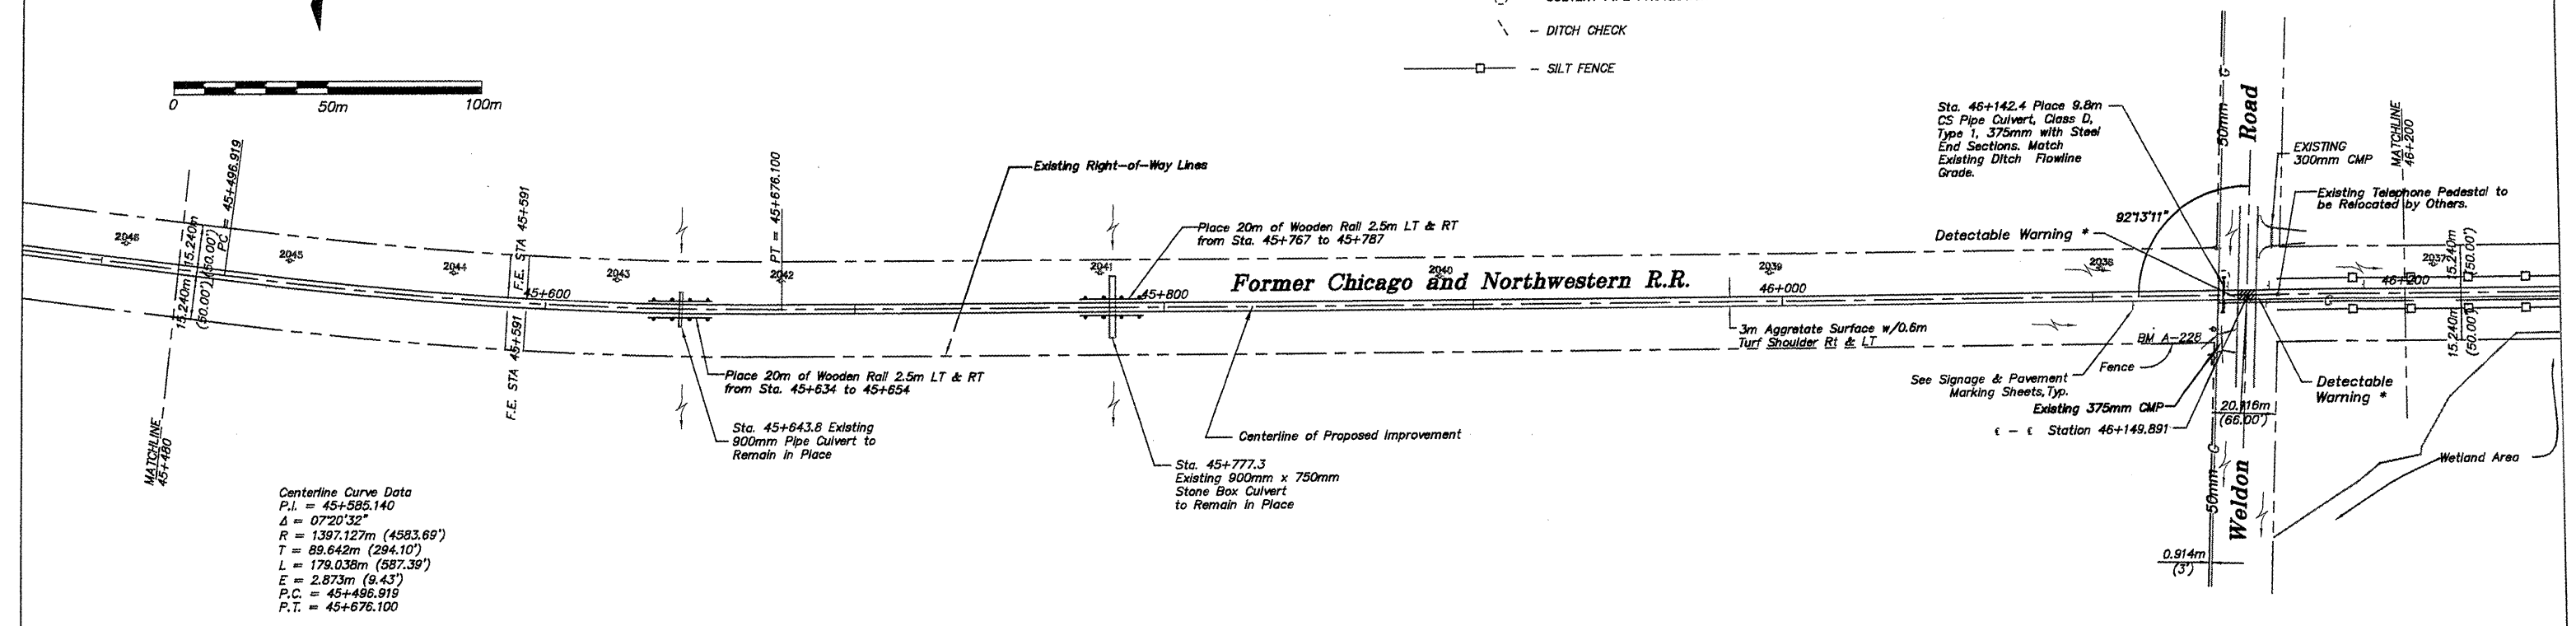 - DITCH CHECK
- SILT FENCE
0 50m 100m
MATCHLINE
45+480
15.240m
(50.00')
15.240m
(50.00')
PC = 45+496.919
2046
2045
2044
F.E. STA 45+591
F.E. STA 45+591
45+600
2043
PT = 45+676.100
2042
Existing Right-of-Way Lines
Place 20m of Wooden Rail 2.5m LT & RT
from Sta. 45+767 to 45+787
2041
45+800
Former Chicago and Northwestern R.R.
2040
2039
46+000
2038
Place 20m of Wooden Rail 2.5m LT & RT
from Sta. 45+634 to 45+654
Sta. 45+643.8 Existing
900mm Pipe Culvert to
Remain in Place
Sta. 45+777.3
Existing 900mm x 750mm
Stone Box Culvert
to Remain in Place
Centerline of Proposed Improvement
3m Aggretate Surface w/0.6m
Turf Shoulder Rt & LT
Sta. 46+142.4 Place 9.8m
CS Pipe Culvert, Class D,
Type 1, 375mm with Steel
End Sections. Match
Existing Ditch Flowline
Grade.
92°13'11"
Detectable Warning *
50mm G
Road
EXISTING
300mm CMP
MATCHLINE
46+200
Existing Telephone Pedestal to
be Relocated by Others.
2037
15.240m
(50.00')
46+200
15.240m
(50.00')
BM A-228
Fence
See Signage & Pavement
Marking Sheets, Typ.
Existing 375mm CMP
℄ - ℄ Station 46+149.891
20.116m
(66.00')
Detectable
Warning *
Wetland Area
50mm G
Weldon
0.914m
(3')
Centerline Curve Data
P.I. = 45+585.140
Δ = 07°20'32"
R = 1397.127m (4583.69')
T = 89.642m (294.10')
L = 179.038m (587.39')
E = 2.873m (9.43')
P.C. = 45+496.919
P.T. = 45+676.100